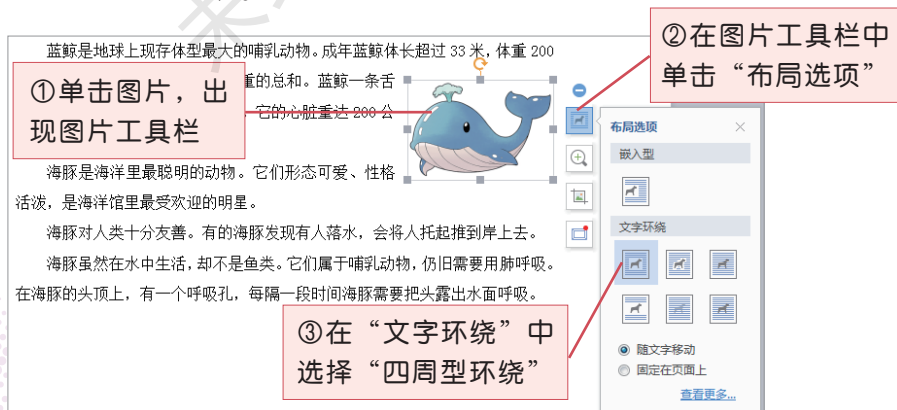 蓝鲸是地球上现存体型最大的哺乳动物。成年蓝鲸体长超过 33 米，体重 200
重的总和。蓝鲸一条舌
它的心脏重达 200 公
海豚是海洋里最聪明的动物。它们形态可爱、性格
活泼，是海洋馆里最受欢迎的明星。
海豚对人类十分友善。有的海豚发现有人落水，会将人托起推到岸上去。
海豚虽然在水中生活，却不是鱼类。它们属于哺乳动物，仍旧需要用肺呼吸。
在海豚的头顶上，有一个呼吸孔，每隔一段时间海豚需要把头露出水面呼吸。
①单击图片，出
现图片工具栏
②在图片工具栏中
单击“布局选项”
布局选项
嵌入型
文字环绕
③在“文字环绕”中
选择“四周型环绕”
随文字移动
固定在页面上
查看更多...